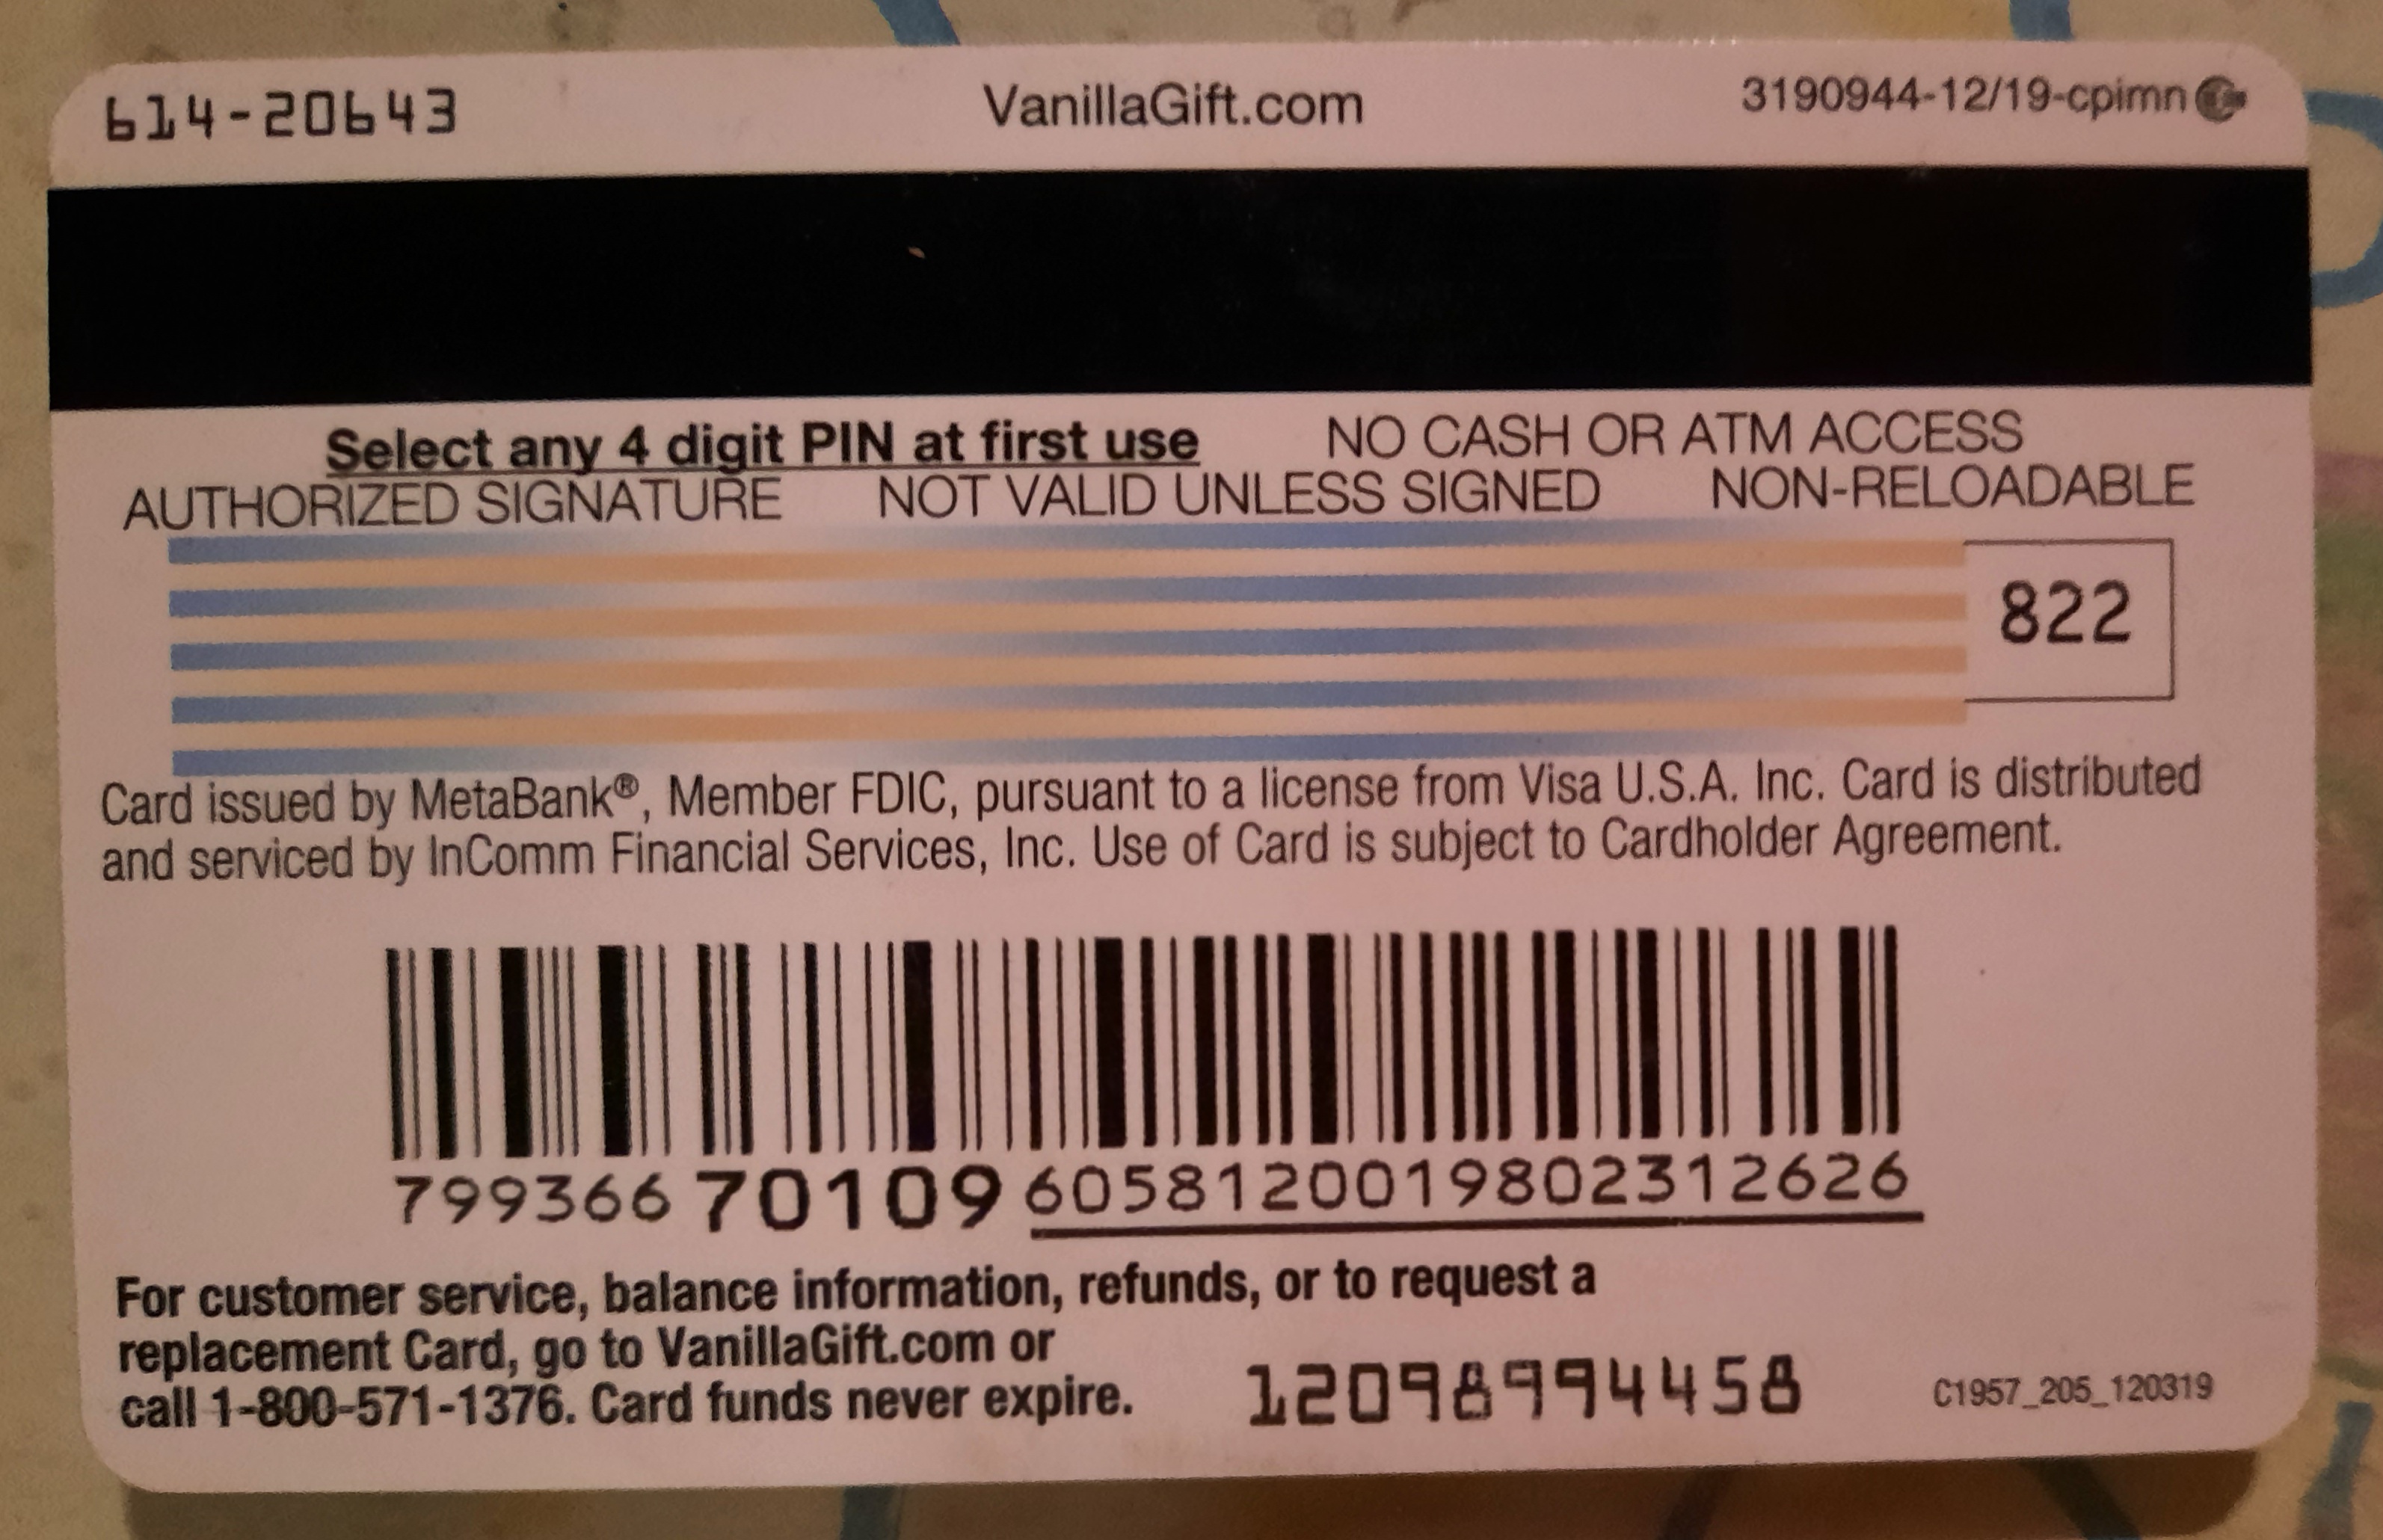 614-20643 VanillaGift.com 3190944-12/19-cpimn
Select any 4 digit PIN at first use NO CASH OR ATM ACCESS
AUTHORIZED SIGNATURE NOT VALID UNLESS SIGNED NON-RELOADABLE
822
Card issued by MetaBank®, Member FDIC, pursuant to a license from Visa U.S.A. Inc. Card is distributed
and serviced by InComm Financial Services, Inc. Use of Card is subject to Cardholder Agreement.
799366 70109 6058120019802312626
For customer service, balance information, refunds, or to request a
replacement Card, go to VanillaGift.com or
call 1-800-571-1376. Card funds never expire. 12098994458 C1957_205_120319